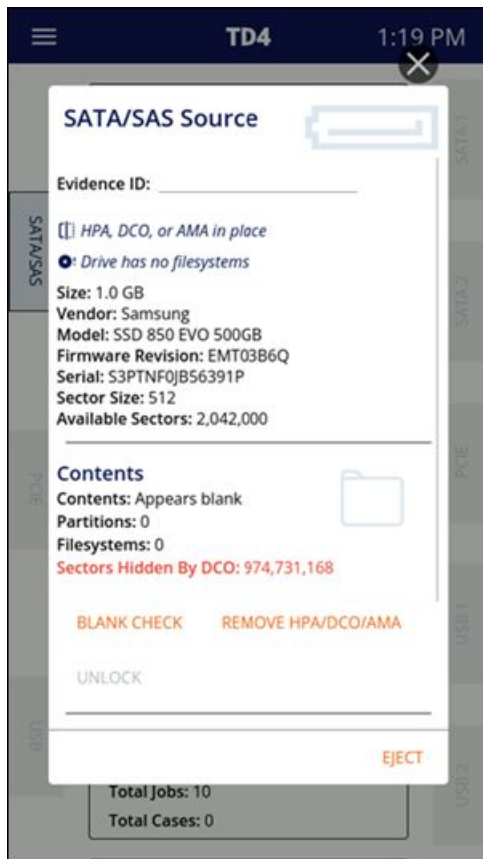 TD4
1:19 PM
SATA/SAS Source
Evidence ID:
HPA, DCO, or AMA in place
Drive has no filesystems
Size: 1.0 GB
Vendor: Samsung
Model: SSD 850 EVO 500GB
Firmware Revision: EMT03B6Q
Serial: S3PTNF0JB56391P
Sector Size: 512
Available Sectors: 2,042,000
Contents
Contents: Appears blank
Partitions: 0
Filesystems: 0
Sectors Hidden By DCO: 974,731,168
BLANK CHECK
REMOVE HPA/DCO/AMA
UNLOCK
EJECT
SATA/SAS
PCIE
USB
SATA 1
SATA 2
PCIE
USB 1
USB 2
Total Jobs: 10
Total Cases: 0